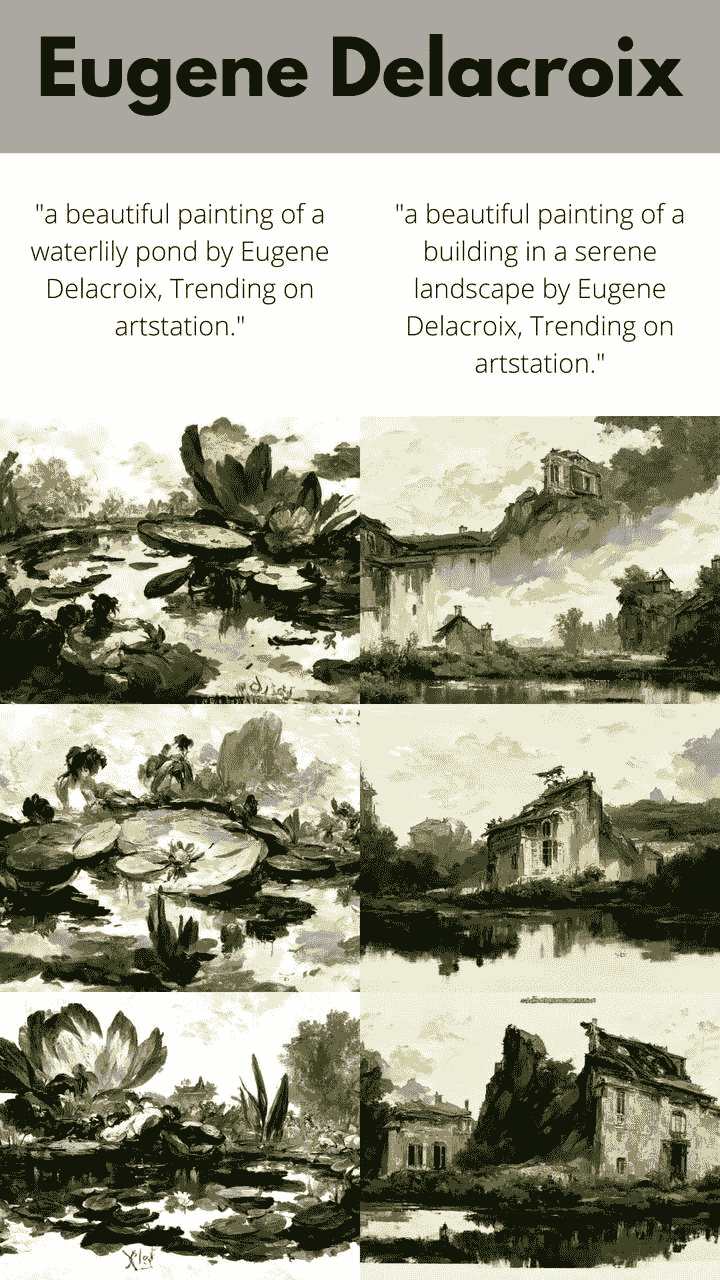 Eugene Delacroix
"a beautiful painting of a
waterlily pond by Eugene
Delacroix, Trending on
artstation."
"a beautiful painting of a
building in a serene
landscape by Eugene
Delacroix, Trending on
artstation."